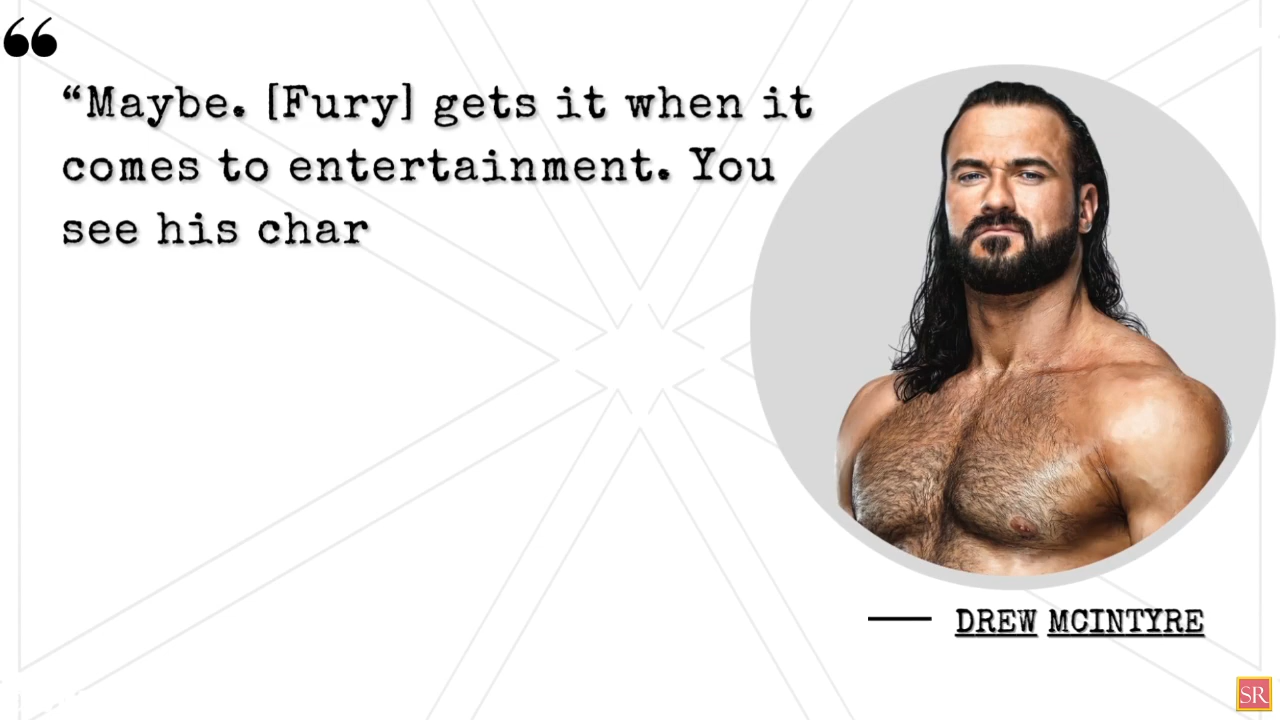 “
“Maybe. [Fury] gets it when it
comes to entertainment. You
see his char
DREW MCINTYRE
SR